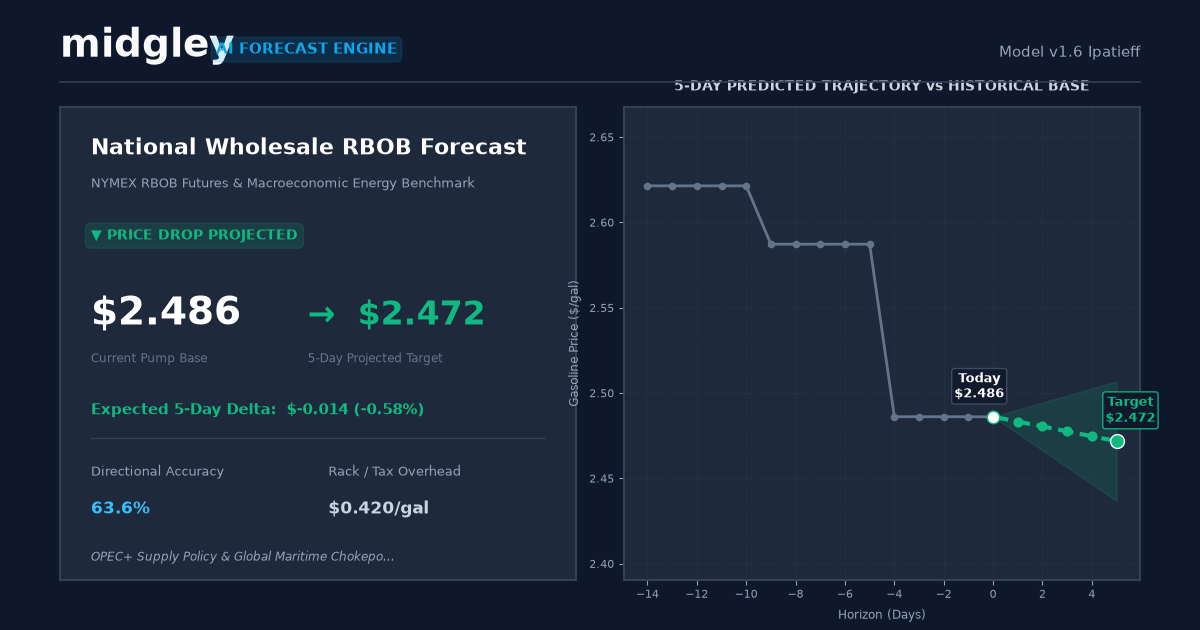 midgley
AI FORECAST ENGINE
Model v1.6 Ipatieff
National Wholesale RBOB Forecast
NYMEX RBOB Futures & Macroeconomic Energy Benchmark
▼ PRICE DROP PROJECTED
$2.486 → $2.472
Current Pump Base
5-Day Projected Target
Expected 5-Day Delta: $-0.014 (-0.58%)
Directional Accuracy
Rack / Tax Overhead
63.6%
$0.420/gal
OPEC+ Supply Policy & Global Maritime Chokepo...
5-DAY PREDICTED TRAJECTORY vs HISTORICAL BASE
Gasoline Price ($/gal)
2.65
2.60
2.55
2.50
2.45
2.40
Today
$2.486
Target
$2.472
−14 −12 −10 −8 −6 −4 −2 0 2 4
Horizon (Days)